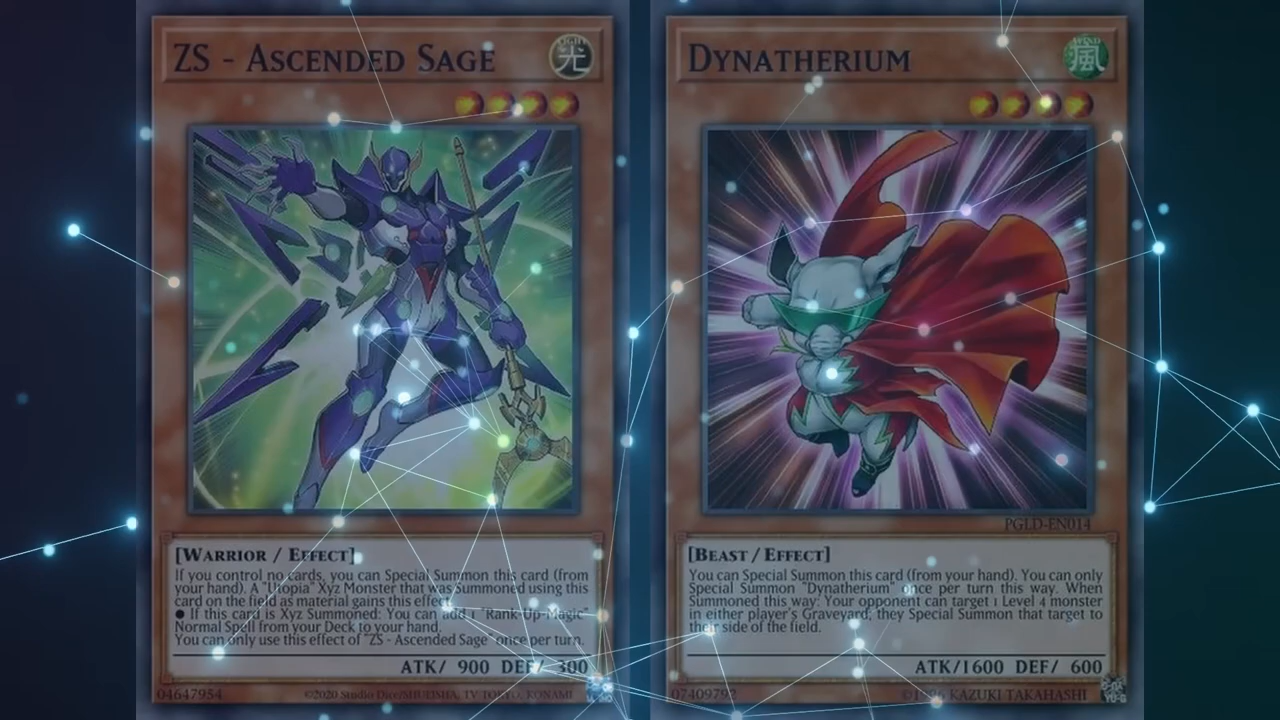 ZS - Ascended Sage
LIGHT
光
[Warrior / Effect]
If you control no cards, you can Special Summon this card (from
your hand). A "Utopia" Xyz Monster that was Summoned using this
card on the field as material gains this effect.
● If this card is Xyz Summoned: You can add 1 "Rank-Up-Magic"
Normal Spell from your Deck to your hand.
You can only use this effect of "ZS - Ascended Sage" once per turn.
ATK/ 900 DEF/ 300
04647954
©2020 Studio Dice/SHUEISHA, TV TOKYO, KONAMI
Dynatherium
WIND
風
PGLD-EN014
[Beast / Effect]
You can Special Summon this card (from your hand). You can only
Special Summon "Dynatherium" once per turn this way. When
Summoned this way: Your opponent can target 1 Level 4 monster
in either player's Graveyard; they Special Summon that target to
their side of the field.
ATK/1600 DEF/ 600
07409792
©1996 KAZUKI TAKAHASHI